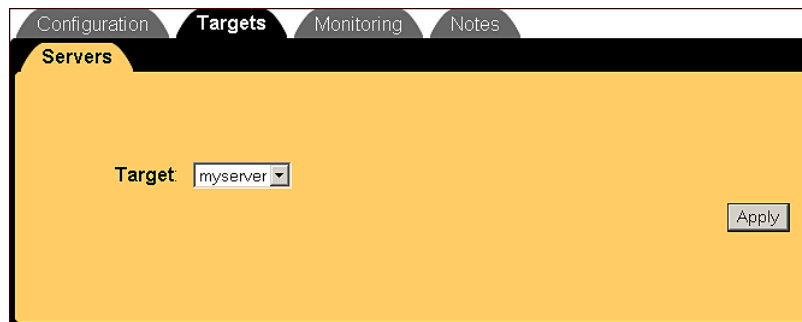 Configuration Targets Monitoring Notes
Servers
Target: myserver
Apply